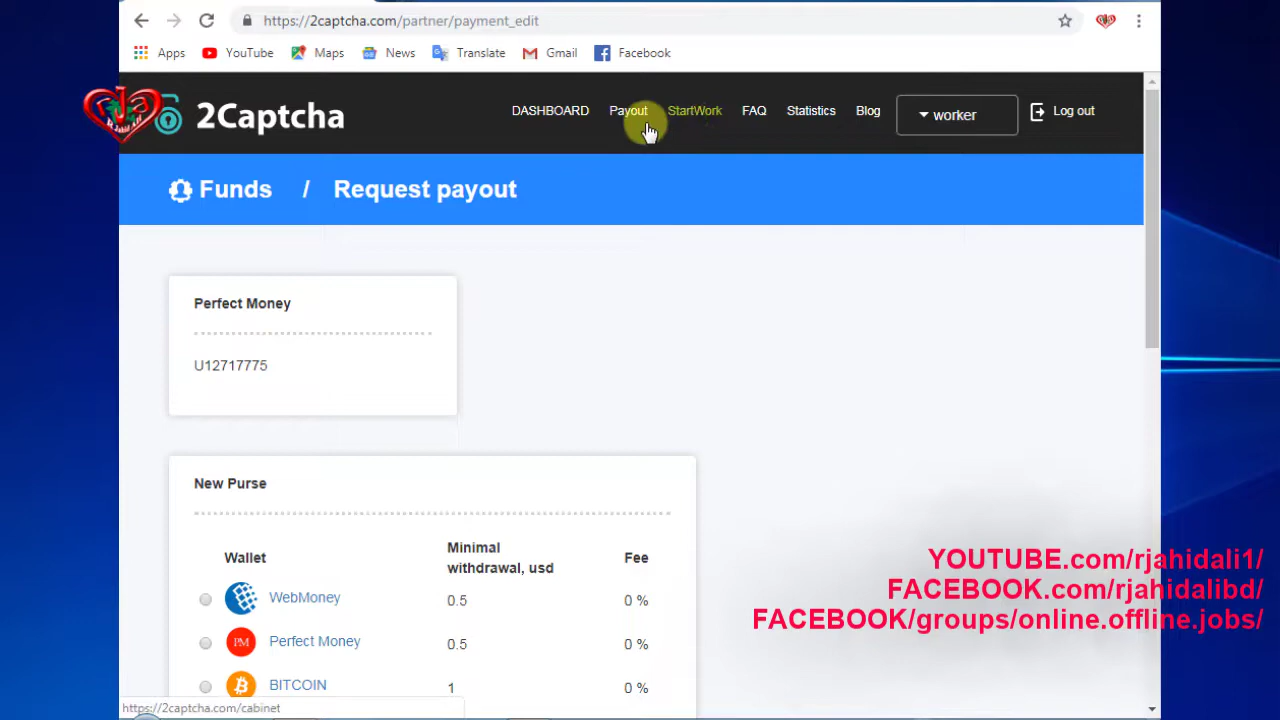 https://2captcha.com/partner/payment_edit
Apps YouTube Maps News Translate Gmail Facebook
2Captcha DASHBOARD Payout StartWork FAQ Statistics Blog worker Log out
Funds / Request payout
Perfect Money
U12717775
New Purse
Wallet Minimal withdrawal, usd Fee
WebMoney 0.5 0 %
PM Perfect Money 0.5 0 %
BITCOIN 1 0 %
YOUTUBE.com/rjahidali1/
FACEBOOK.com/rjahidalibd/
FACEBOOK/groups/online.offline.jobs/
https://2captcha.com/cabinet